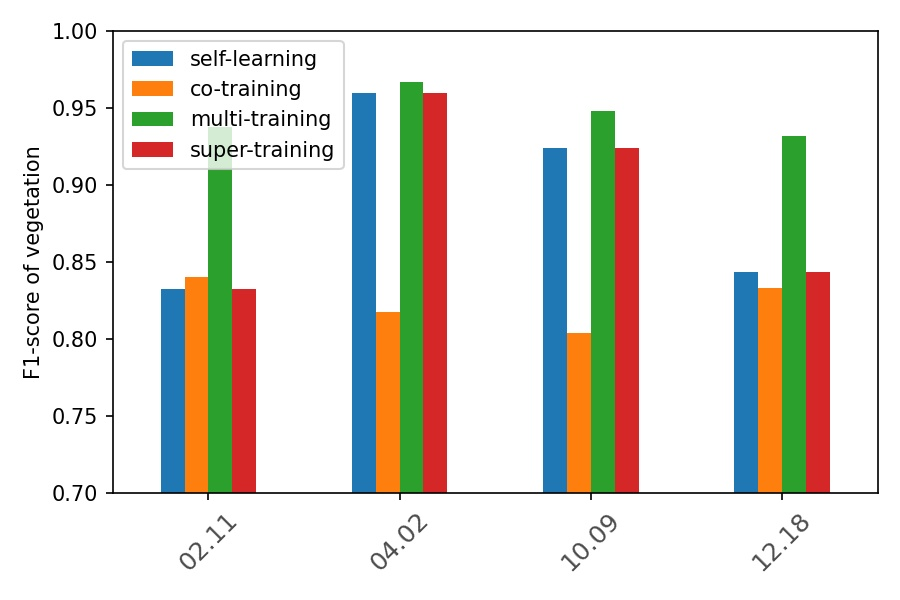 1.00
0.95
0.90
0.85
0.80
0.75
0.70
F1-score of vegetation
self-learning
co-training
multi-training
super-training
02.11
04.02
10.09
12.18